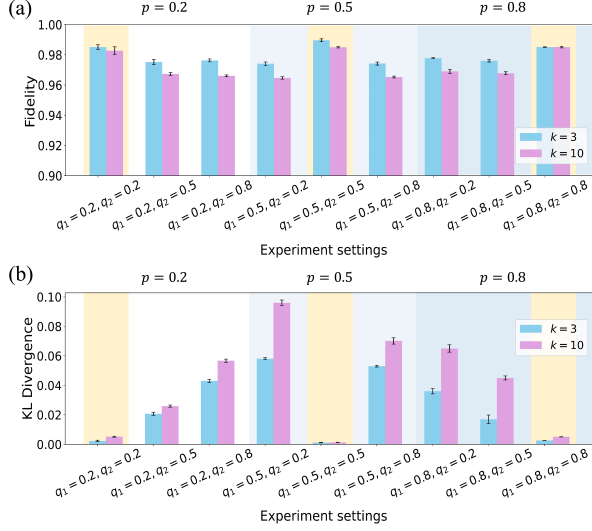 (a)
p = 0.2 p = 0.5 p = 0.8
Fidelity
1.00
0.98
0.96
0.94
0.92
0.90
k = 3
k = 10
q₁ = 0.2, q₂ = 0.2
q₁ = 0.2, q₂ = 0.5
q₁ = 0.2, q₂ = 0.8
q₁ = 0.5, q₂ = 0.2
q₁ = 0.5, q₂ = 0.5
q₁ = 0.5, q₂ = 0.8
q₁ = 0.8, q₂ = 0.2
q₁ = 0.8, q₂ = 0.5
q₁ = 0.8, q₂ = 0.8
Experiment settings
(b)
p = 0.2 p = 0.5 p = 0.8
KL Divergence
0.10
0.08
0.06
0.04
0.02
0.00
k = 3
k = 10
q₁ = 0.2, q₂ = 0.2
q₁ = 0.2, q₂ = 0.5
q₁ = 0.2, q₂ = 0.8
q₁ = 0.5, q₂ = 0.2
q₁ = 0.5, q₂ = 0.5
q₁ = 0.5, q₂ = 0.8
q₁ = 0.8, q₂ = 0.2
q₁ = 0.8, q₂ = 0.5
q₁ = 0.8, q₂ = 0.8
Experiment settings